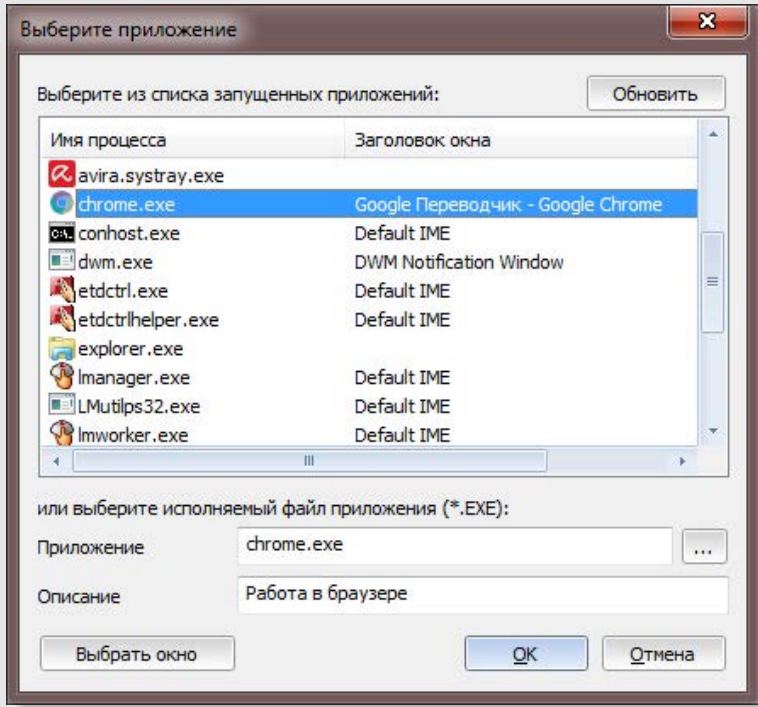 Выберите приложение
Выберите из списка запущенных приложений: Обновить
Имя процесса Заголовок окна
avira.systray.exe
chrome.exe Google Переводчик - Google Chrome
conhost.exe Default IME
dwm.exe DWM Notification Window
etdctrl.exe Default IME
etdctrlhelper.exe Default IME
explorer.exe
lmanager.exe Default IME
LMutilps32.exe Default IME
lmworker.exe Default IME
или выберите исполняемый файл приложения (*.EXE):
Приложение chrome.exe ...
Описание Работа в браузере
Выбрать окно OK Отмена